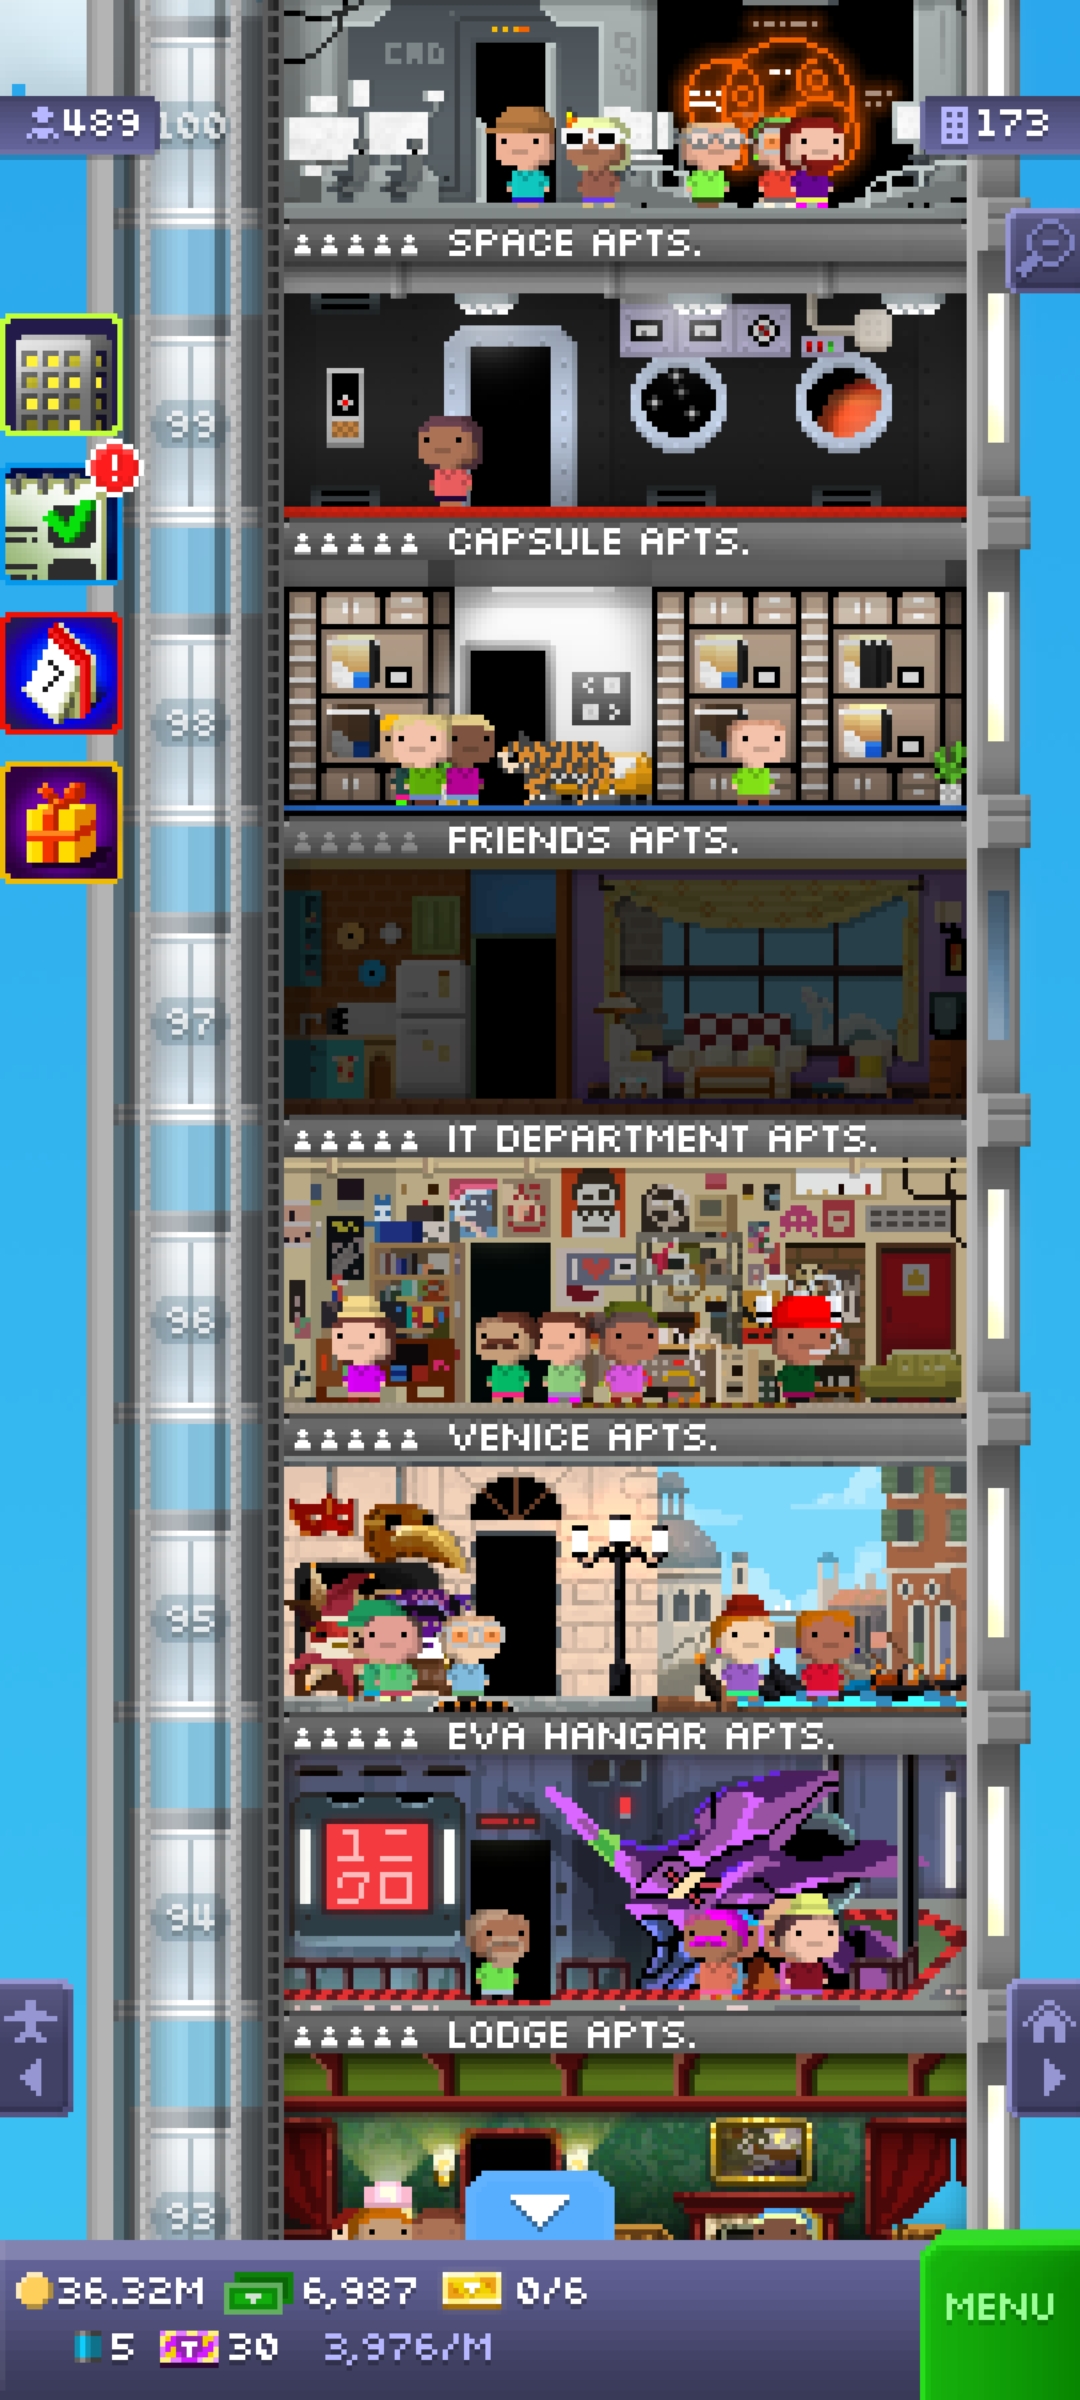 CRD
489
100
173
SPACE APTS.
99
CAPSULE APTS.
98
FRIENDS APTS.
97
IT DEPARTMENT APTS.
96
VENICE APTS.
95
EVA HANGAR APTS.
94
LODGE APTS.
93
36.32M 6,987 0/6
MENU
5 T 30 3,976/M